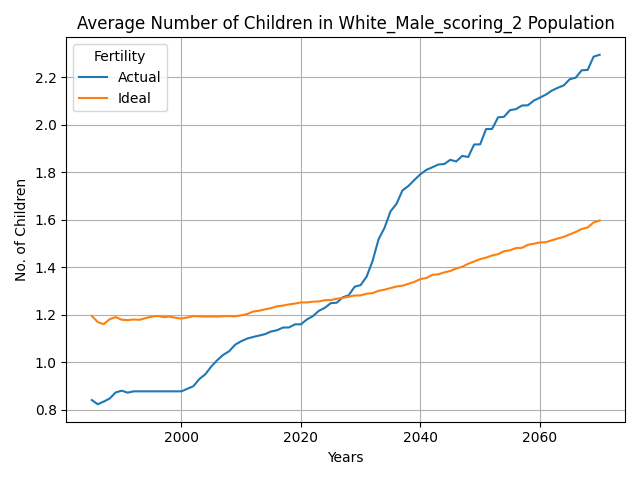 Average Number of Children in White_Male_scoring_2 Population
Fertility
Actual
Ideal
No. of Children
2.2
2.0
1.8
1.6
1.4
1.2
1.0
0.8
2000
2020
2040
2060
Years